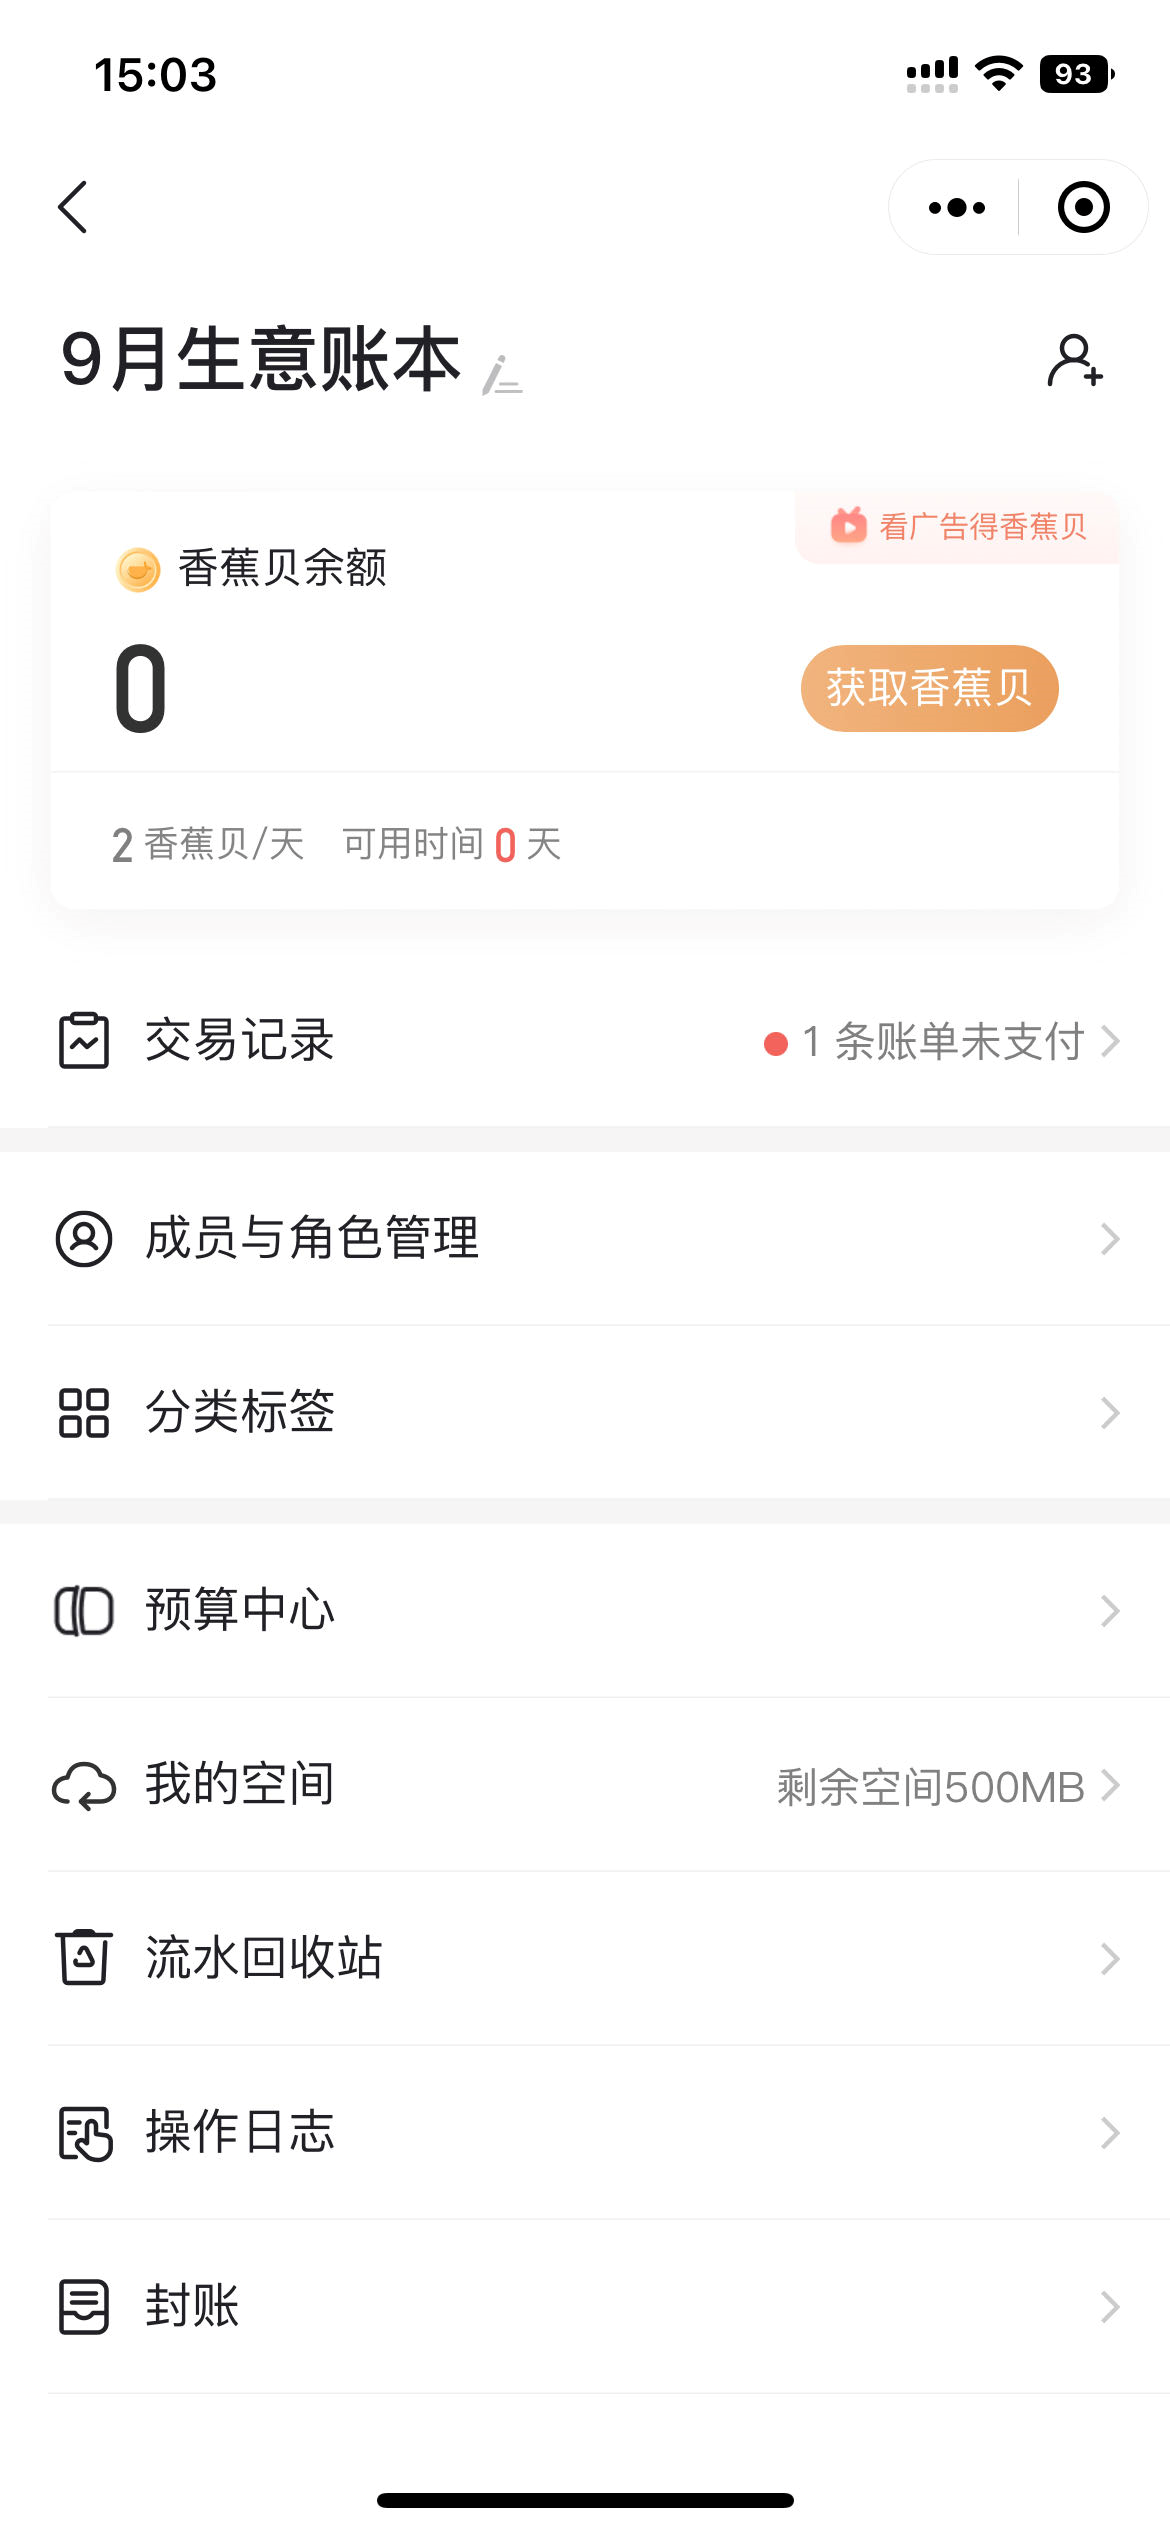 15:03
93
9月生意账本
看广告得香蕉贝
香蕉贝余额
0
获取香蕉贝
2 香蕉贝/天 可用时间 0 天
交易记录
1 条账单未支付
成员与角色管理
分类标签
预算中心
我的空间
剩余空间500MB
流水回收站
操作日志
封账